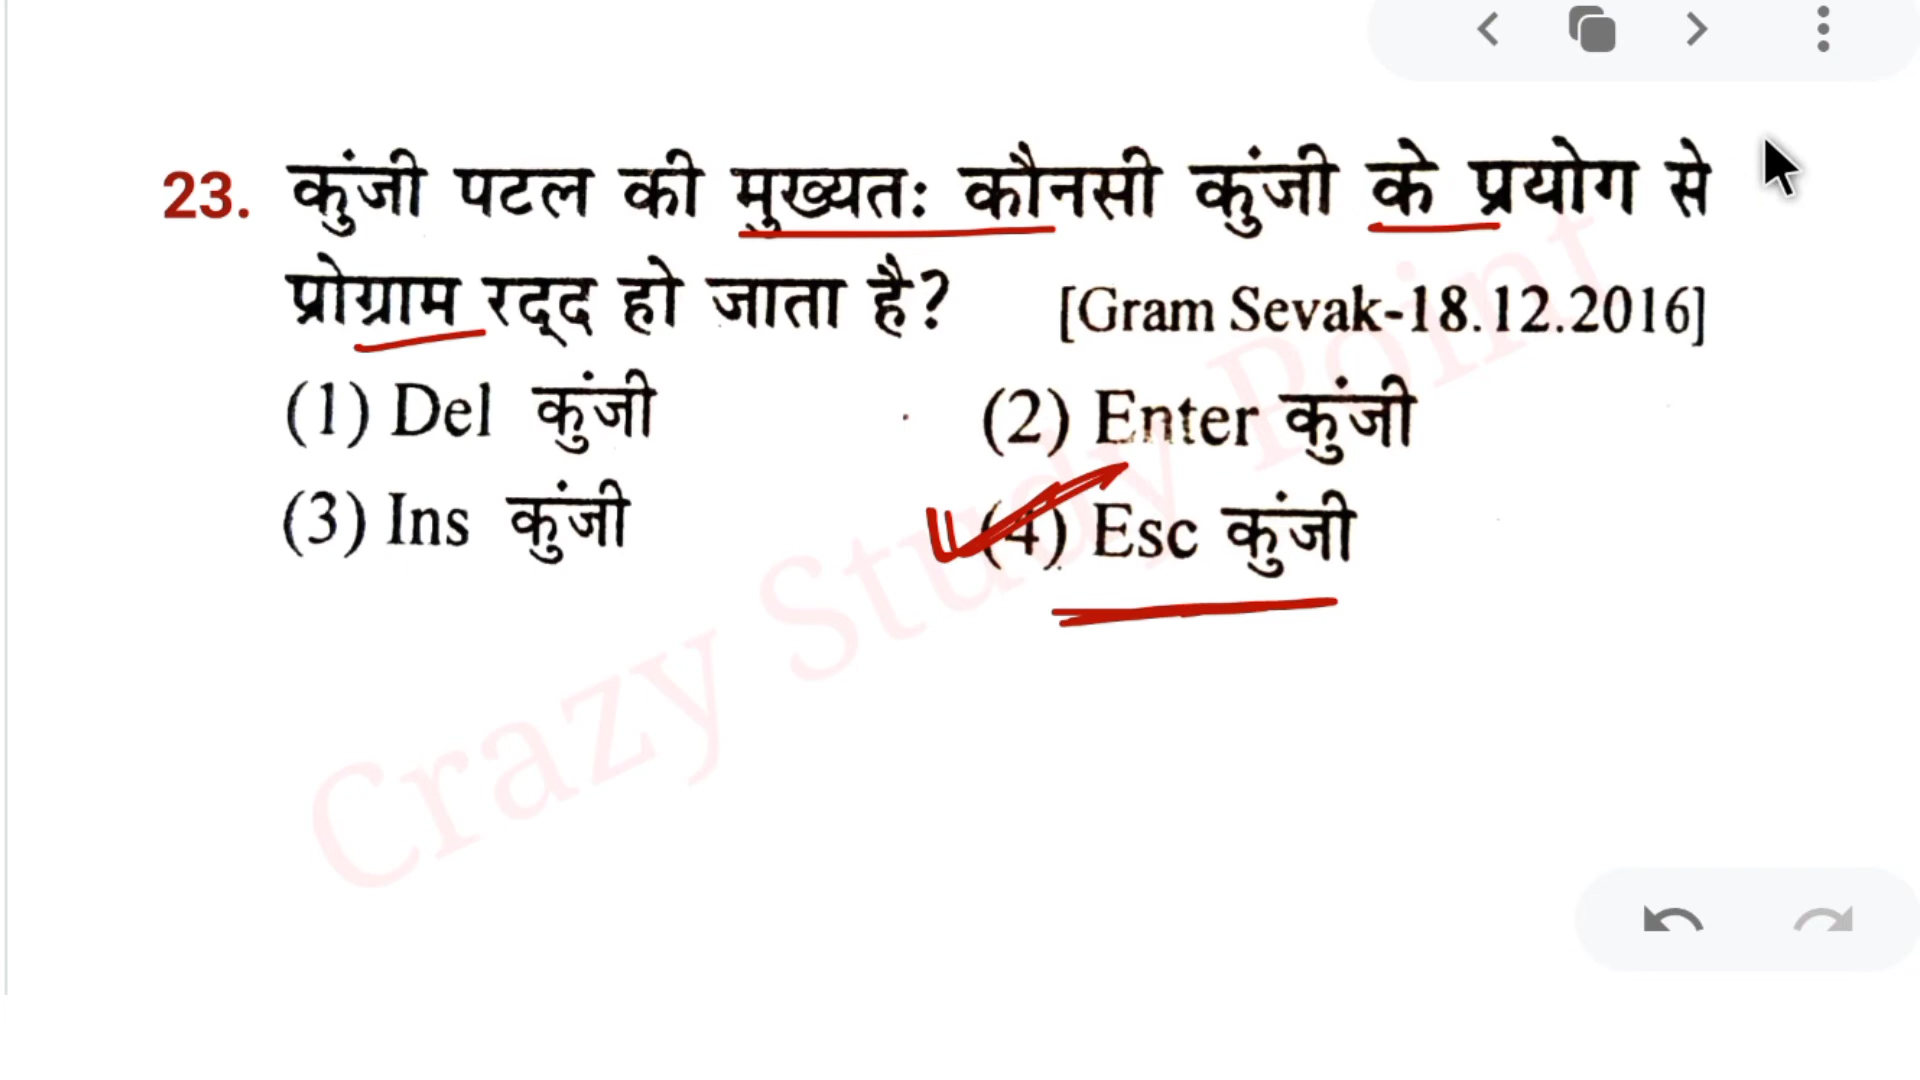 23. कुंजी पटल की मुख्यतः कौनसी कुंजी के प्रयोग से
प्रोग्राम रद्द हो जाता है? [Gram Sevak-18.12.2016]
(1) Del कुंजी (2) Enter कुंजी
(3) Ins कुंजी (4) Esc कुंजी
Crazy Study Point